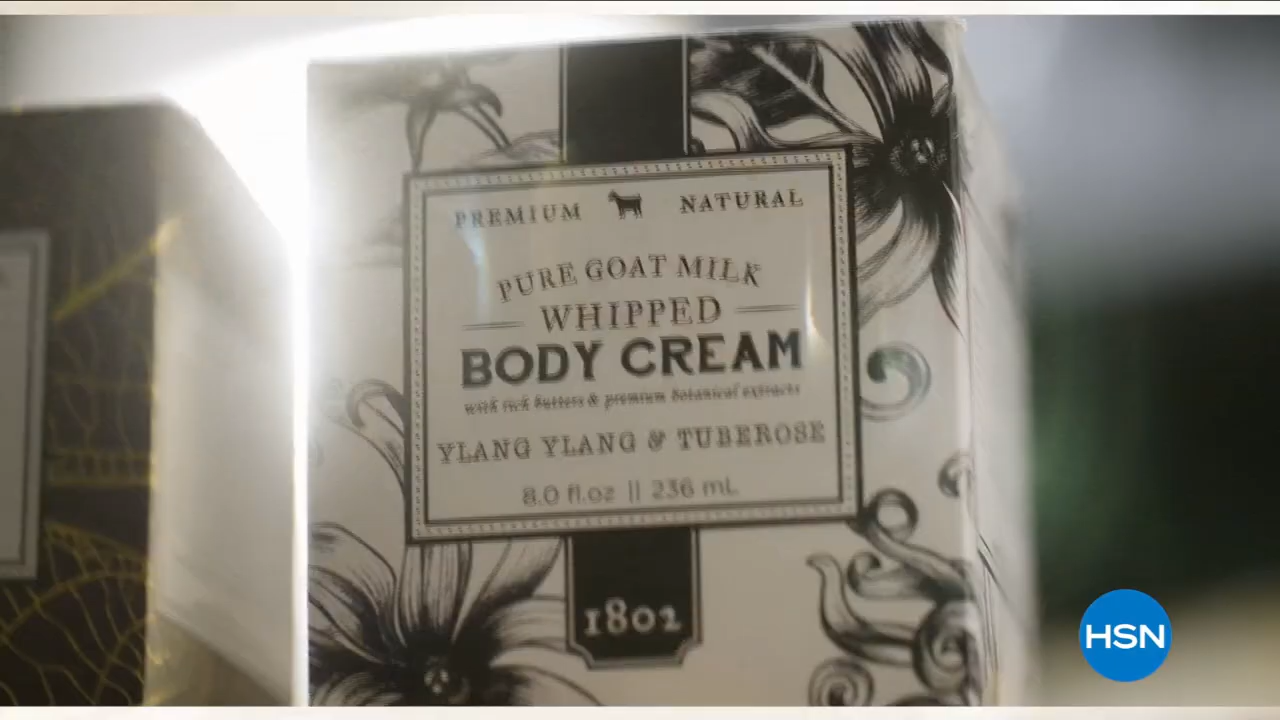 PREMIUM NATURAL
PURE GOAT MILK
WHIPPED
BODY CREAM
with rich butters & premium botanical extracts
YLANG YLANG & TUBEROSE
8.0 fl.oz || 236 mL
1802
HSN